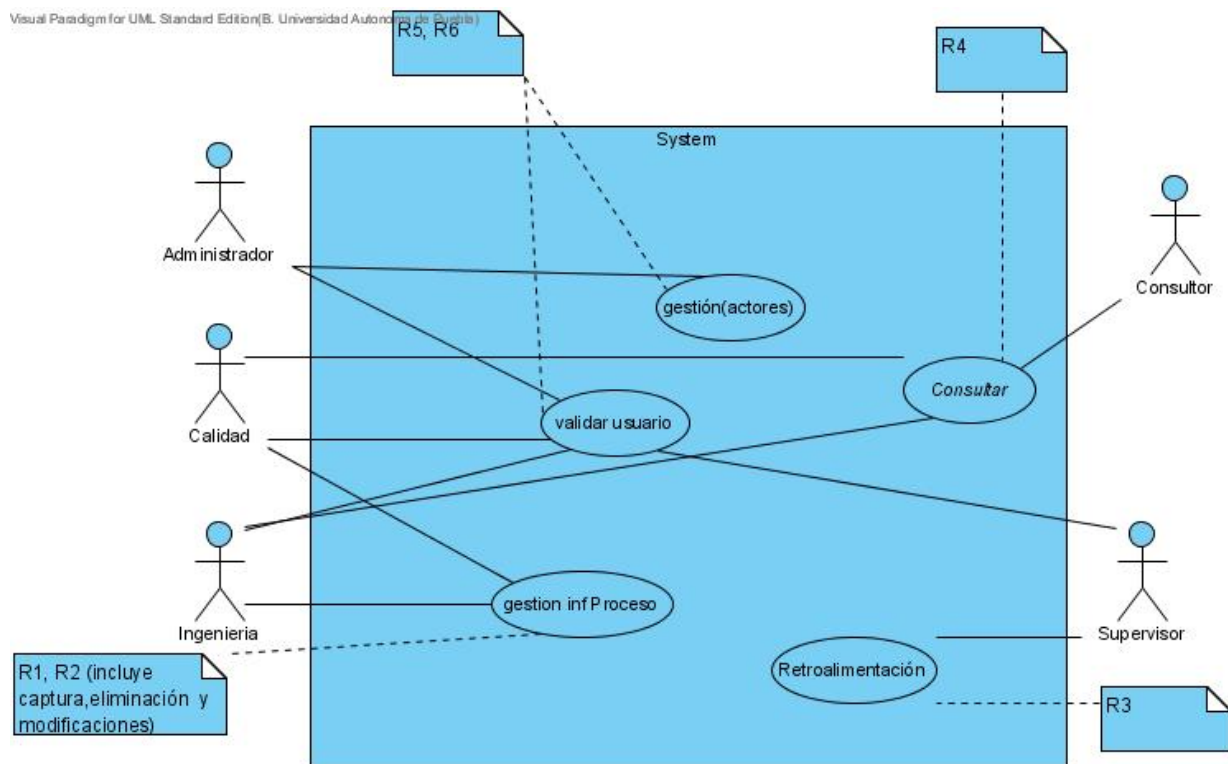 Visual Paradigm for UML Standard Edition(B. Universidad Autonoma de Puebla)
R5, R6
R4
System
Administrador
gestión(actores)
Consultor
Consultar
Calidad
validar usuario
Ingenieria
gestion inf Proceso
Supervisor
Retroalimentación
R1, R2 (incluye
captura,eliminación y
modificaciones)
R3